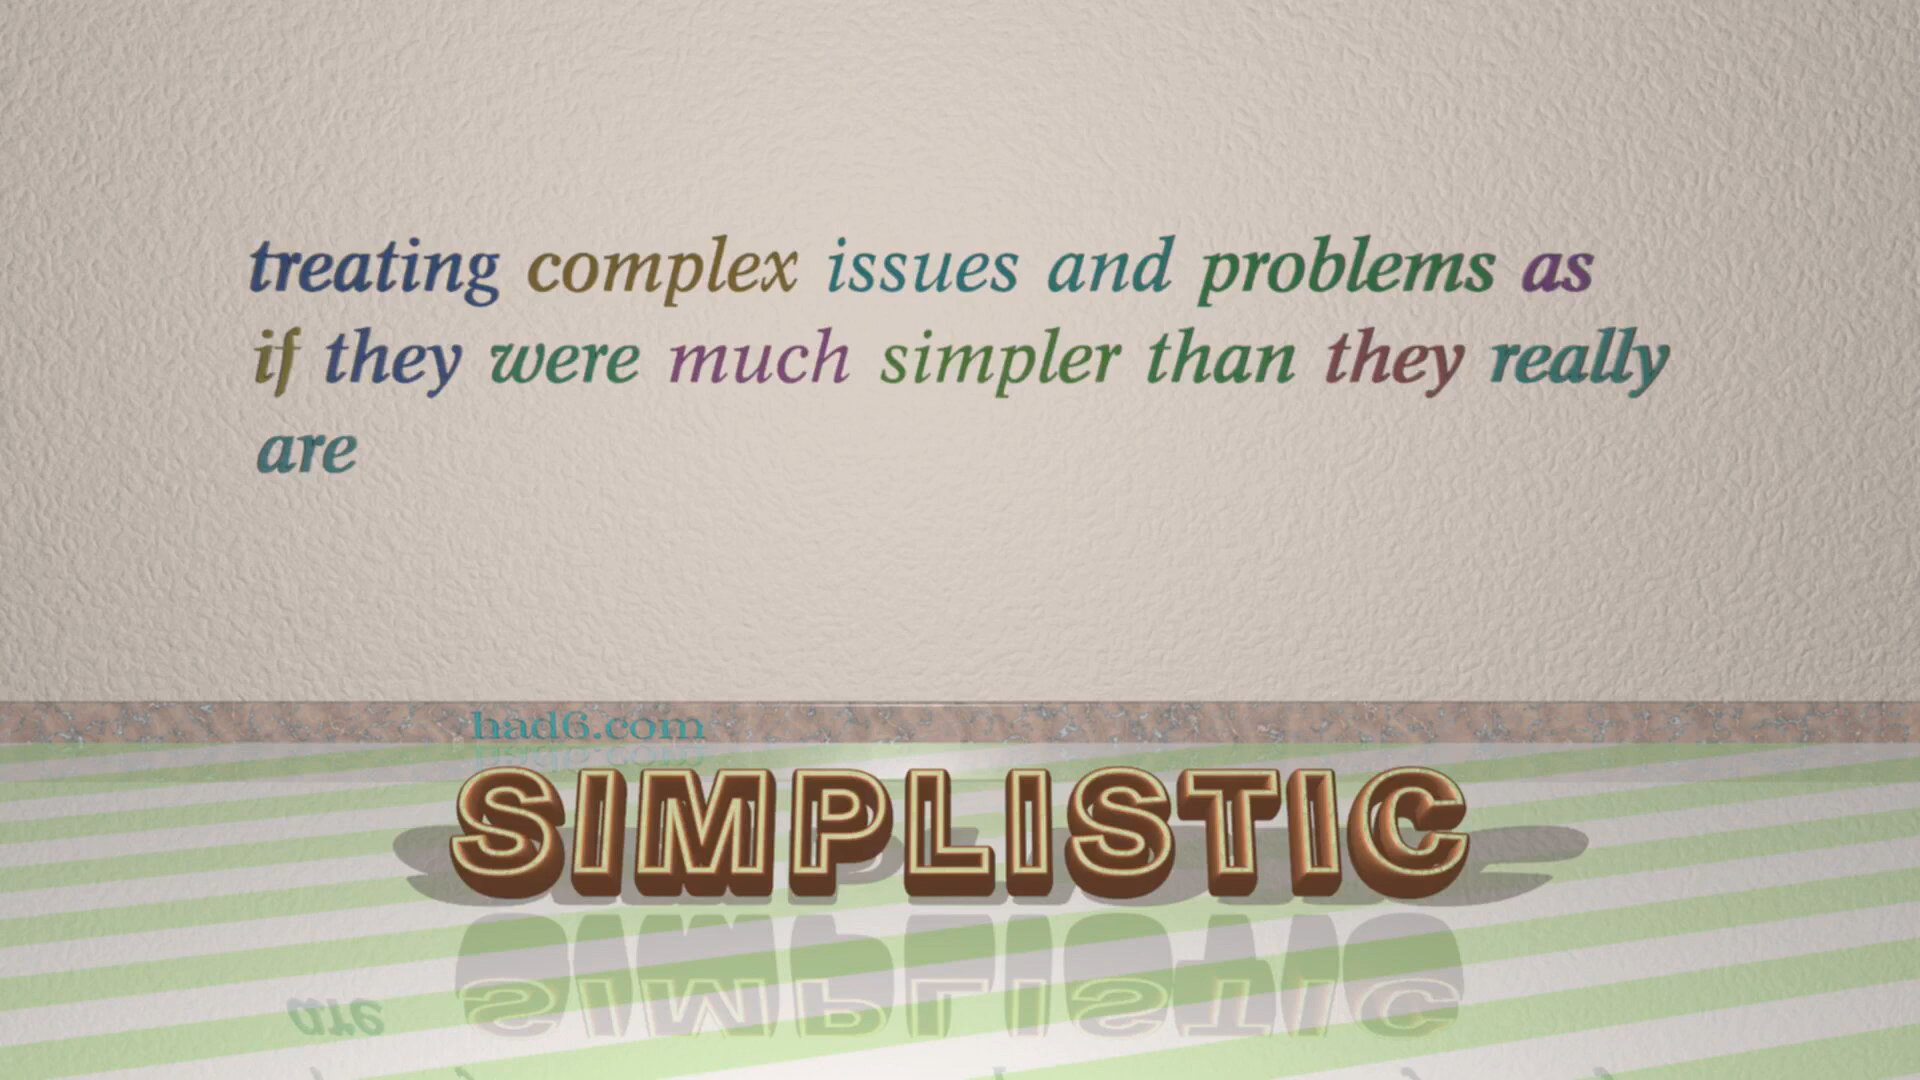 treating complex issues and problems as
if they were much simpler than they really
are
had6.com
SIMPLISTIC